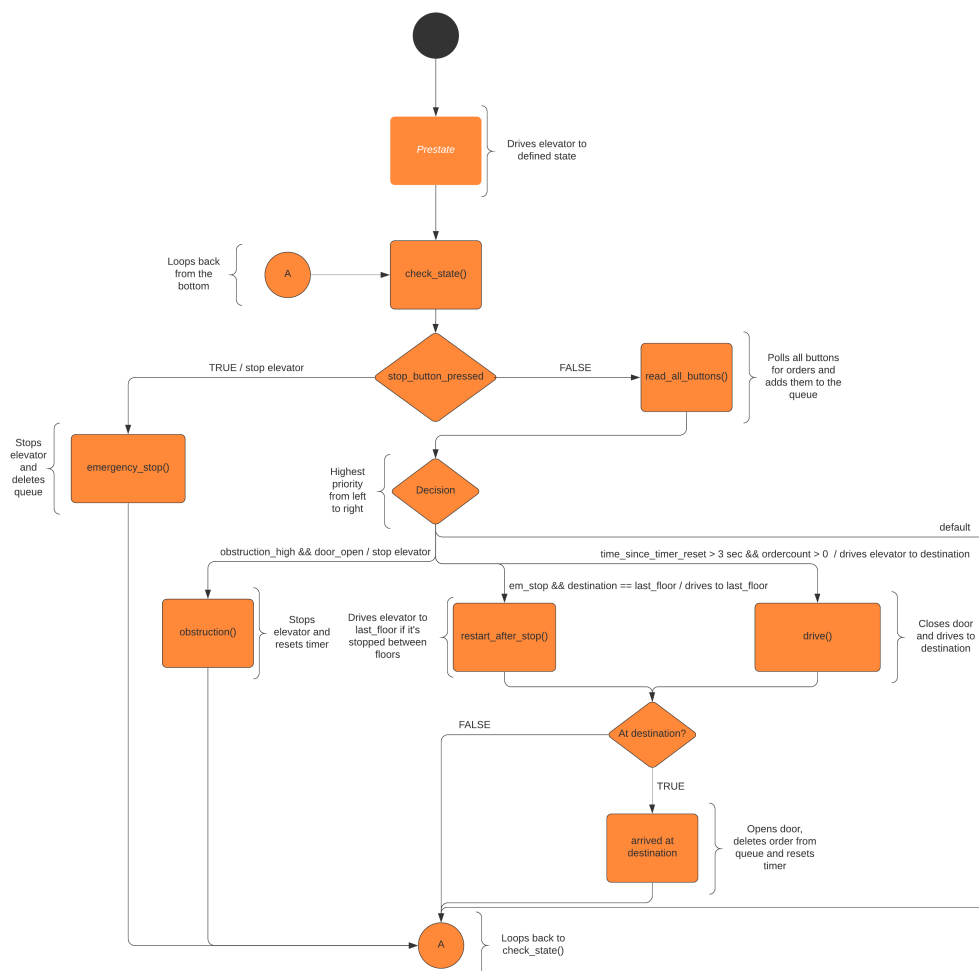 Prestate
Drives elevator to
defined state
Loops back
from the
bottom
A
check_state()
TRUE / stop elevator
stop_button_pressed
FALSE
read_all_buttons()
Polls all buttons
for orders and
adds them to the
queue
Stops
elevator
and
deletes
queue
emergency_stop()
Highest
priority
from left
to right
Decision
default
obstruction_high && door_open / stop elevator
time_since_timer_reset > 3 sec && ordercount > 0 / drives elevator to destination
em_stop && destination == last_floor / drives to last_floor
obstruction()
Stops
elevator and
resets timer
Drives elevator to
last_floor if it's
stopped between
floors
restart_after_stop()
drive()
Closes door
and drives to
destination
FALSE
At destination?
TRUE
arrived at
destination
Opens door,
deletes order from
queue and resets
timer
A
Loops back to
check_state()